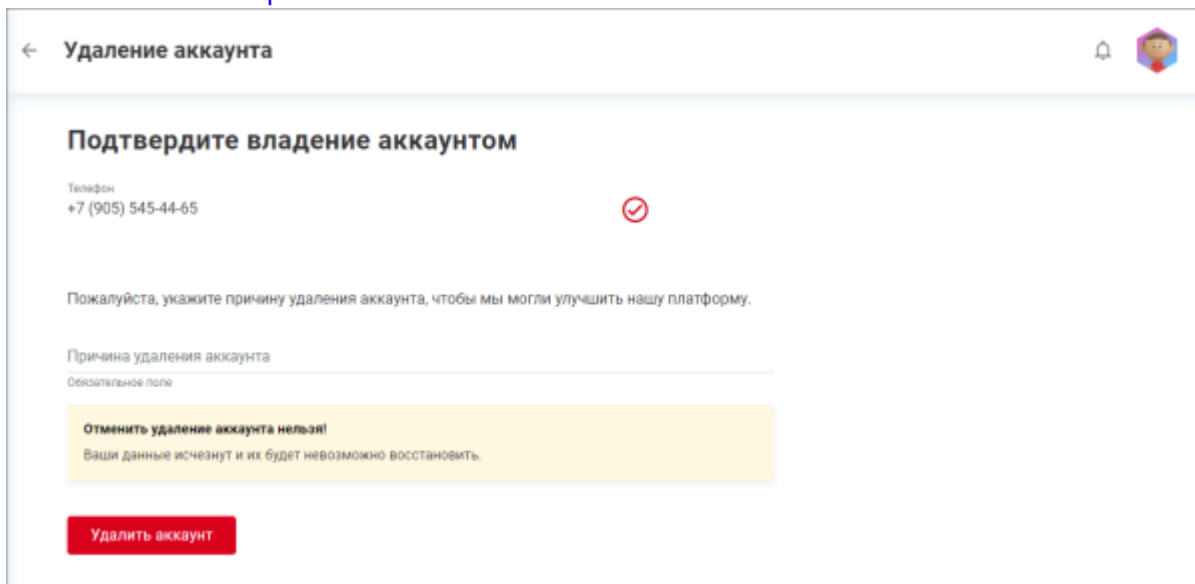 Удаление аккаунта
Подтвердите владение аккаунтом
Телефон
+7 (905) 545-44-65
Пожалуйста, укажите причину удаления аккаунта, чтобы мы могли улучшить нашу платформу.
Причина удаления аккаунта
Обязательное поле
Отменить удаление аккаунта нельзя!
Ваши данные исчезнут и их будет невозможно восстановить.
Удалить аккаунт